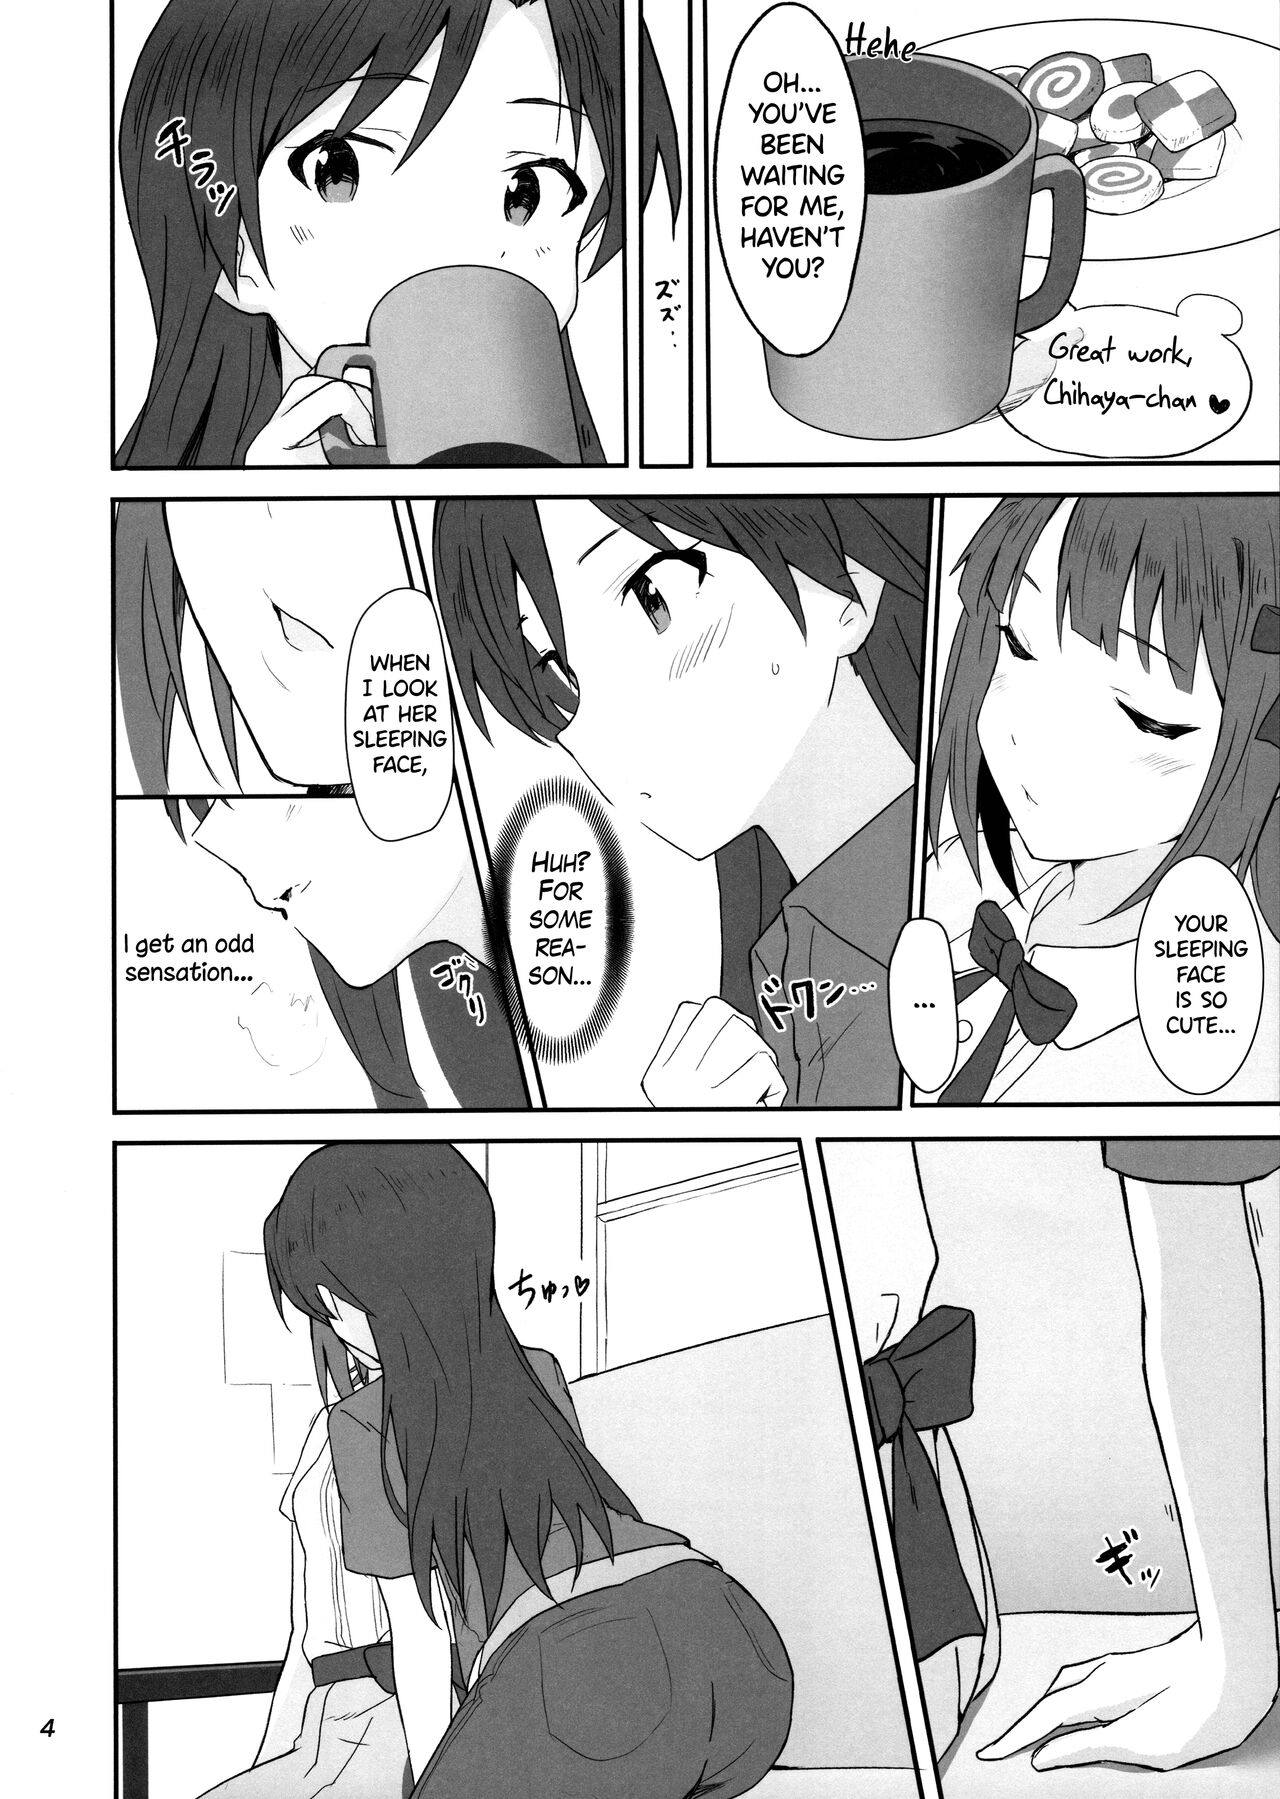 Hehe
OH...
YOU'VE
BEEN
WAITING
FOR ME,
HAVEN'T
YOU?
Great work,
Chihaya-chan ♥
ズズ..
チラッ
YOUR
SLEEPING
FACE
IS SO
CUTE...
...
ドクン…
HUH?
FOR
SOME
REA-
SON...
WHEN
I LOOK
AT HER
SLEEPING
FACE,
I get an odd
sensation...
ゴクリ
ギッ
ちゅっ♡
4